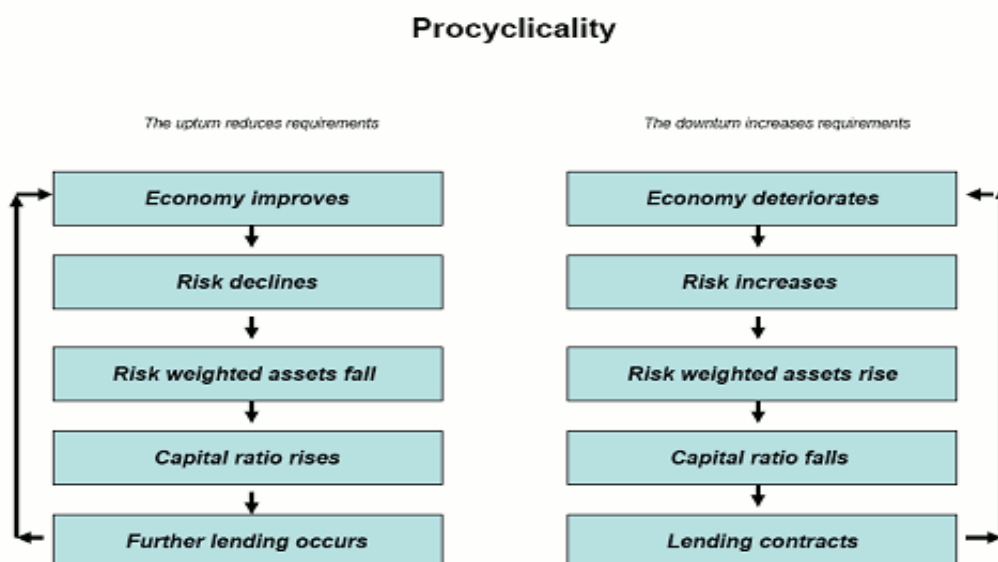 Procyclicality
The upturn reduces requirements
The downturn increases requirements
Economy improves
Economy deteriorates
Risk declines
Risk increases
Risk weighted assets fall
Risk weighted assets rise
Capital ratio rises
Capital ratio falls
Further lending occurs
Lending contracts